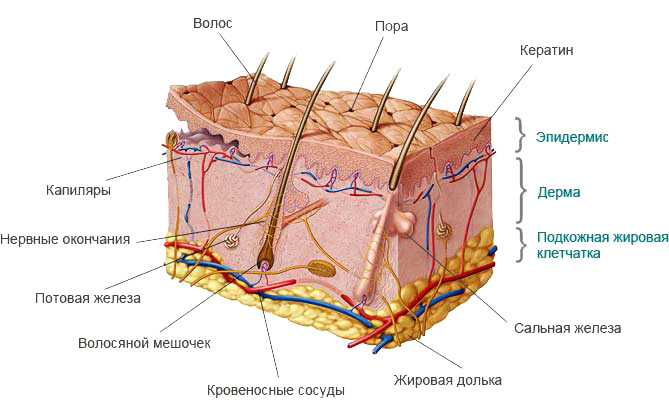 Волос
Пора
Кератин
Эпидермис
Капиляры
Дерма
Нервные окончания
Подкожная жировая
клетчатка
Потовая железа
Сальная железа
Волосяной мешочек
Жировая долька
Кровеносные сосуды